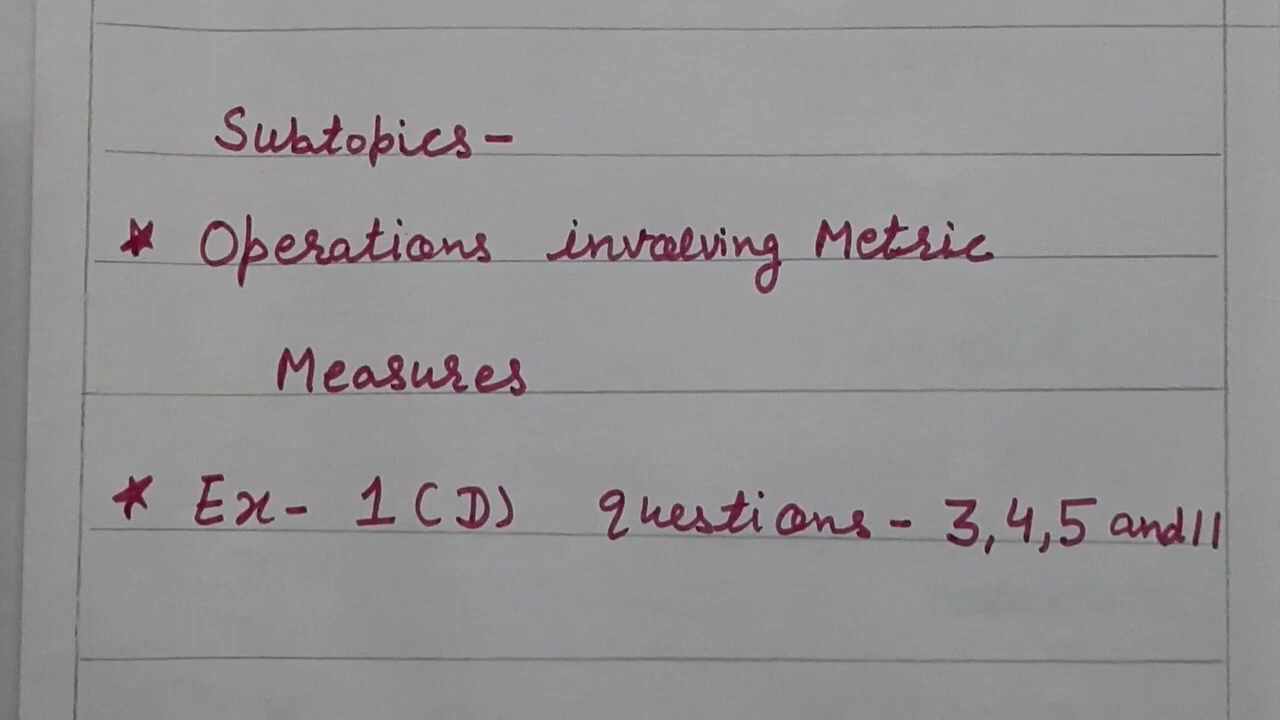 Subtopics-
* Operations involving Metric
Measures
* Ex- 1(D) questions- 3,4,5 and 11